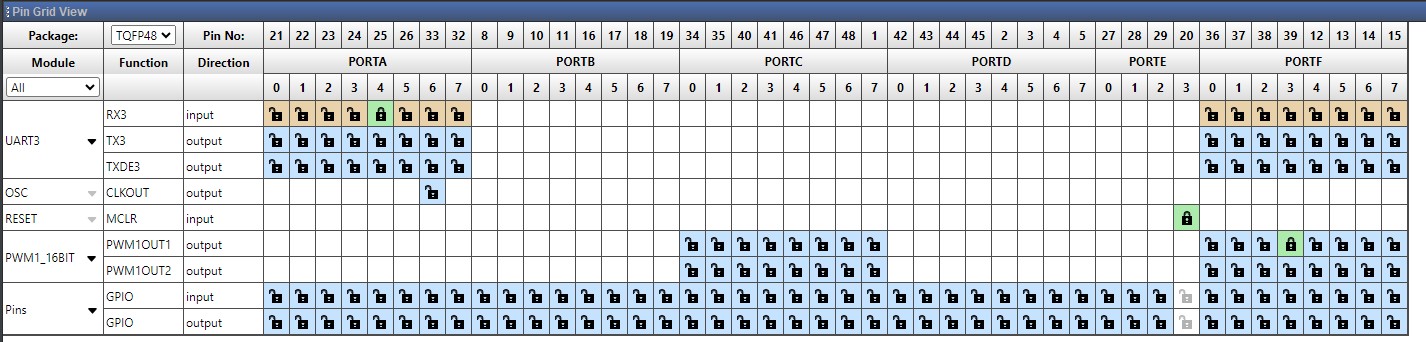 Pin Grid View
Package: TQFP48 Pin No: 21 22 23 24 25 26 33 32 8 9 10 11 16 17 18 19 34 35 40 41 46 47 48 1 42 43 44 45 2 3 4 5 27 28 29 20 36 37 38 39 12 13 14 15
Module Function Direction PORTA PORTB PORTC PORTD PORTE PORTF
All 0 1 2 3 4 5 6 7 0 1 2 3 4 5 6 7 0 1 2 3 4 5 6 7 0 1 2 3 4 5 6 7 0 1 2 3 0 1 2 3 4 5 6 7
RX3 input
UART3 TX3 output
TXDE3 output
OSC CLKOUT output
RESET MCLR input
PWM1_16BIT PWM1OUT1 output
PWM1OUT2 output
Pins GPIO input
GPIO output